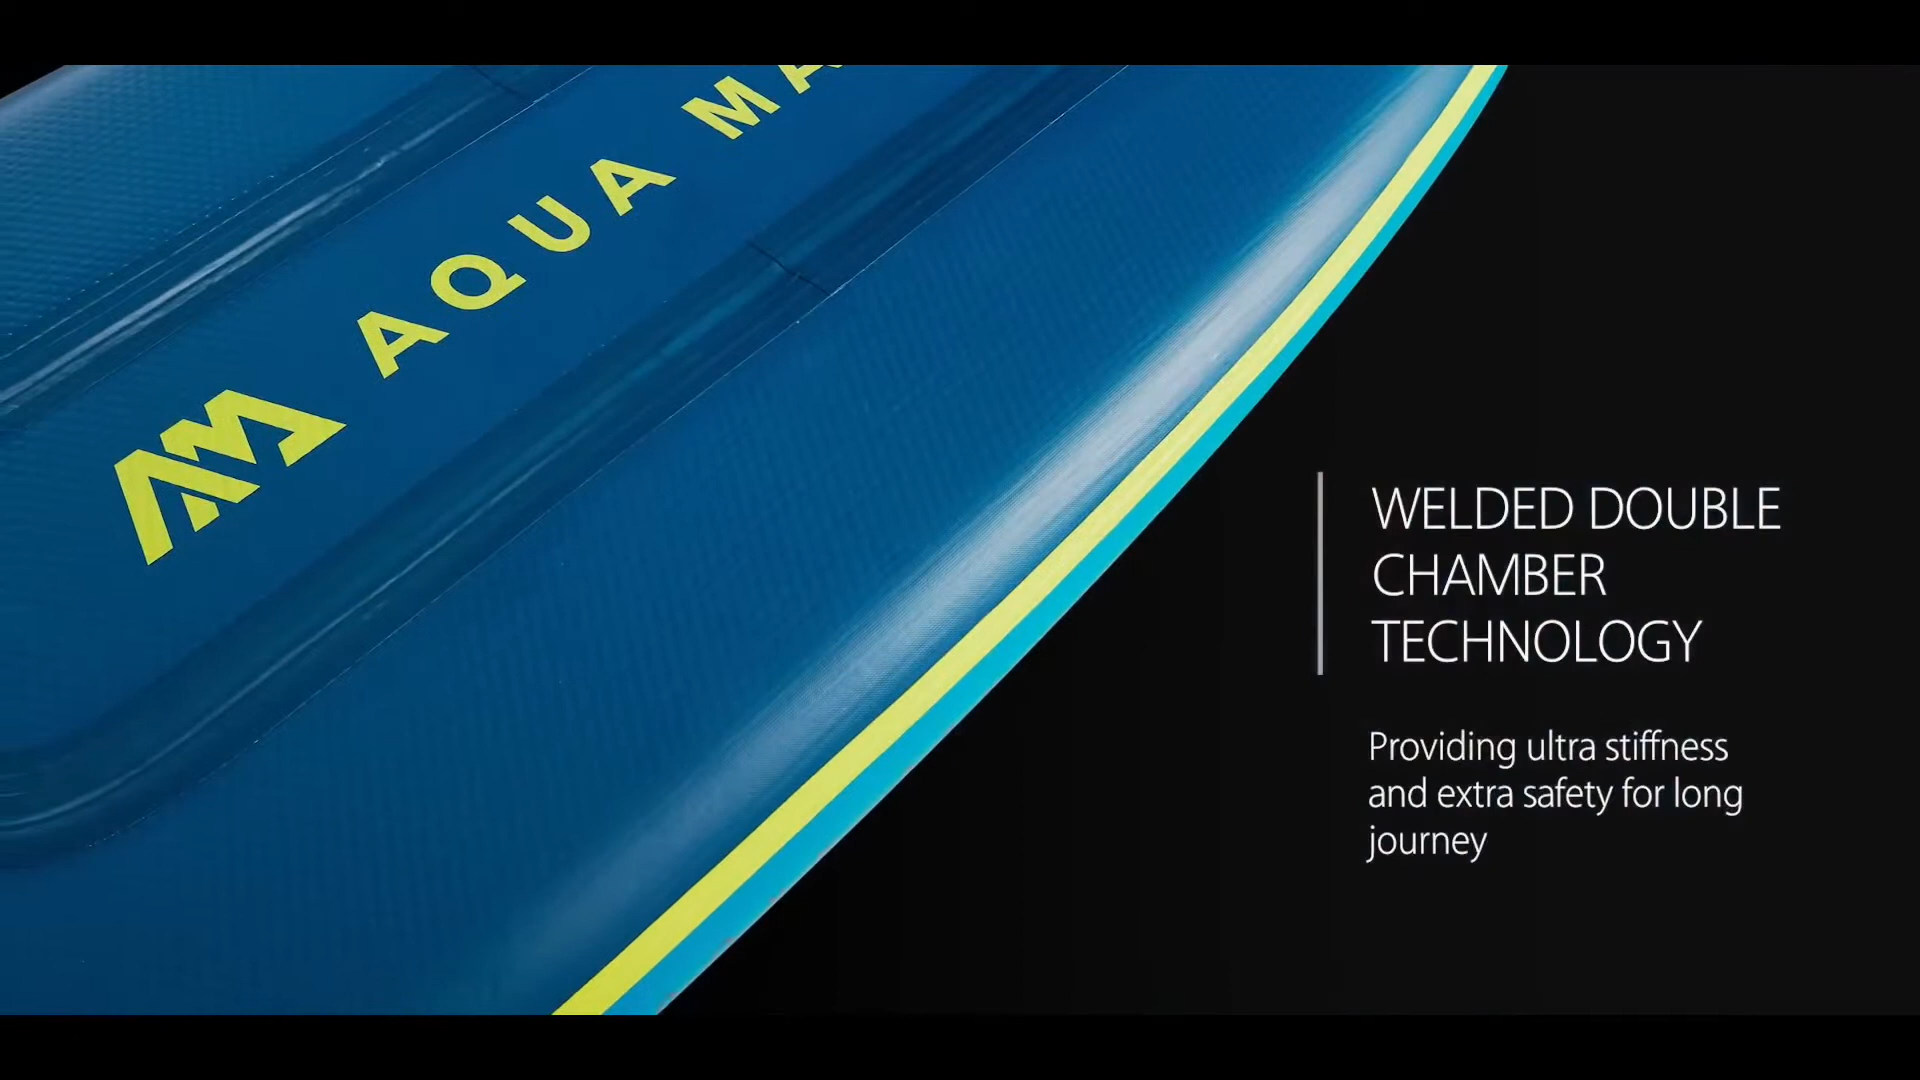 AQUA MA
WELDED DOUBLE
CHAMBER
TECHNOLOGY
Providing ultra stiffness
and extra safety for long
journey